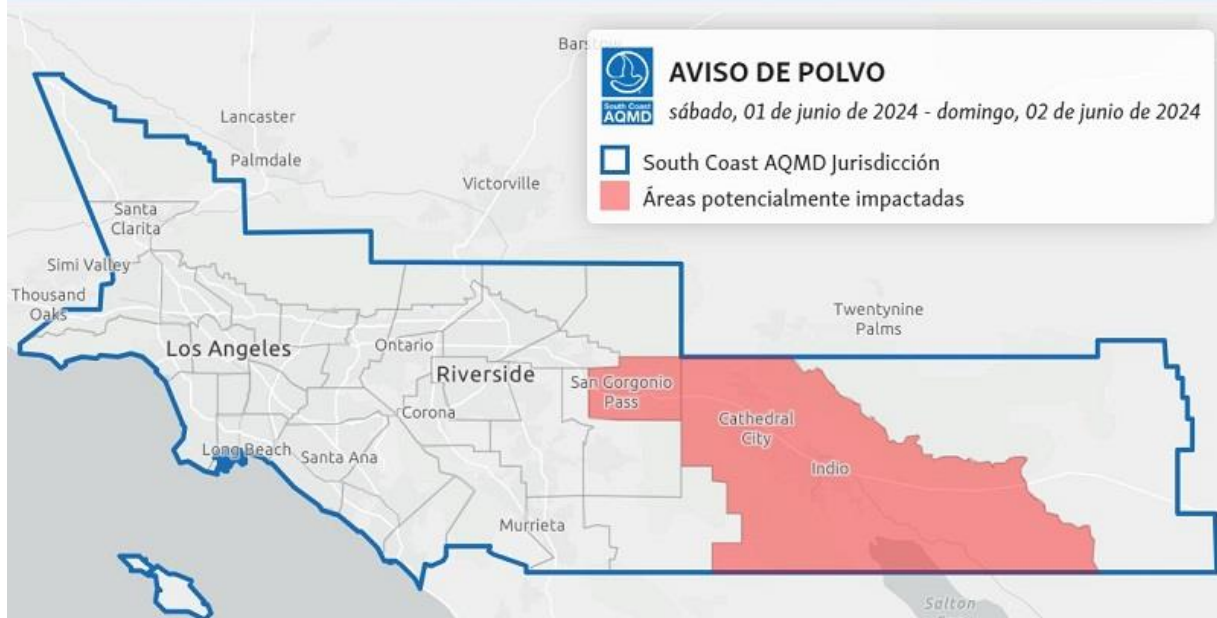 Barstow
AVISO DE POLVO
South Coast
AQMD
sábado, 01 de junio de 2024 - domingo, 02 de junio de 2024
South Coast AQMD Jurisdicción
Áreas potencialmente impactadas
Lancaster
Palmdale
Victorville
Santa
Clarita
Simi Valley
Thousand
Oaks
Twentynine
Palms
Los Angeles
Ontario
Riverside
San Gorgonio
Pass
Corona
Cathedral
City
Long Beach
Santa Ana
Indio
Murrieta
Salton